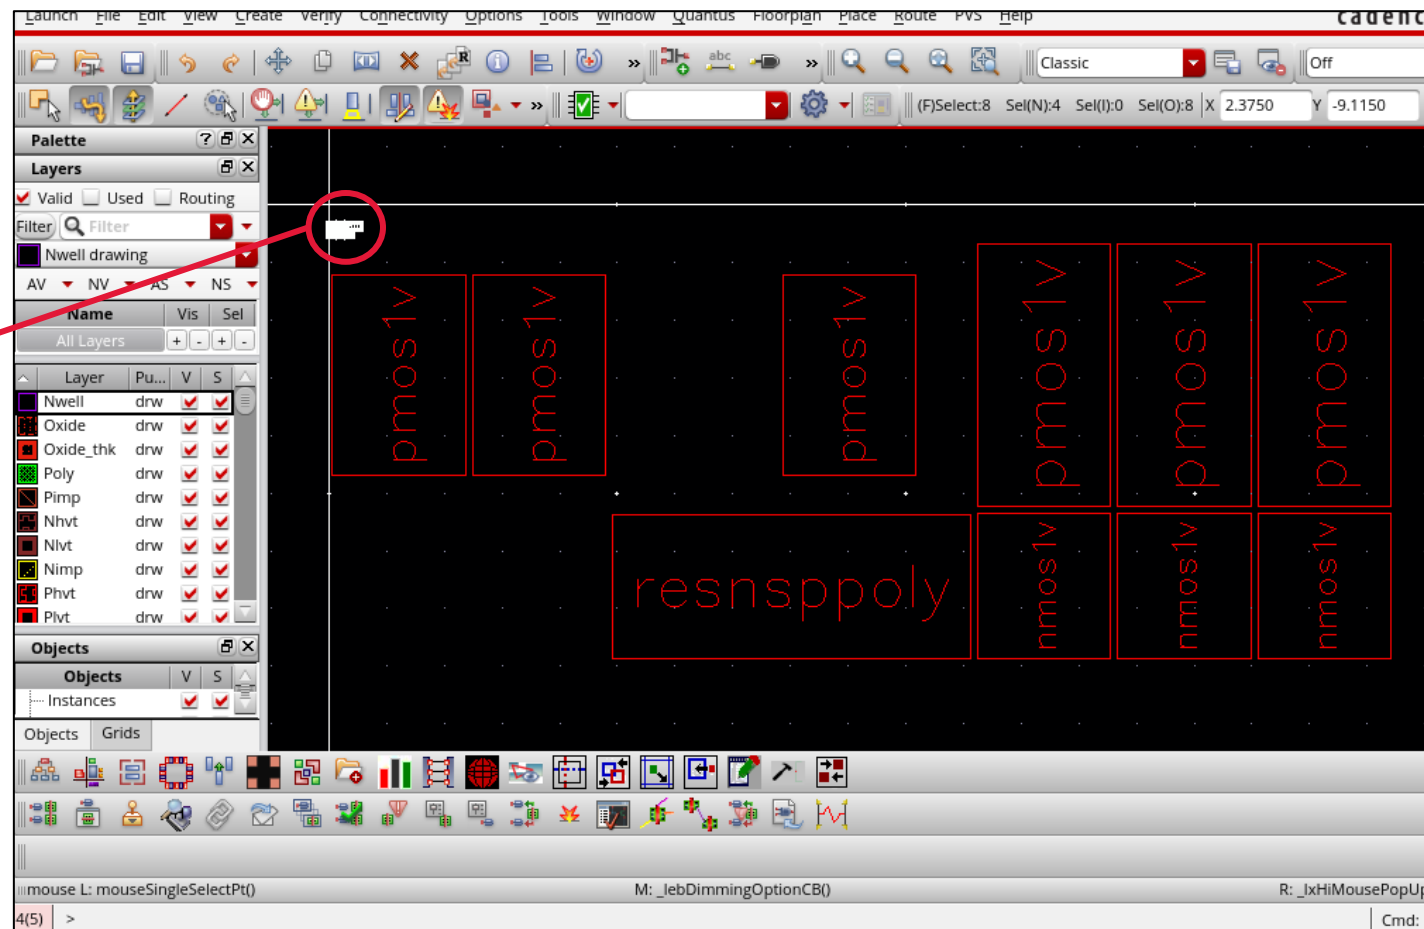 Launch File Edit View Create Verify Connectivity Options Tools Window Quantus Floorplan Place Route PVS Help cadenc
R abc » » Classic Off
» (F)Select:8 Sel(N):4 Sel(I):0 Sel(O):8 X 2.3750 Y -9.1150
Palette
Layers
Valid Used Routing
Filter Filter
Nwell drawing
AV NV AS NS
Name Vis Sel
All Layers + - + -
Layer Pu... V S
Nwell drw
Oxide drw
Oxide_thk drw
Poly drw
Pimp drw
Nhvt drw
Nlvt drw
Nimp drw
Phvt drw
Plvt drw
Objects
Objects V S
Instances
Objects Grids
pmos1v
pmos1v
pmos1v
pmos1v
pmos1v
pmos1v
resnsppoly
nmos1v
nmos1v
nmos1v
mouse L: mouseSingleSelectPt() M: _lebDimmingOptionCB() R: _lxHiMousePopUp
4(5) > Cmd: